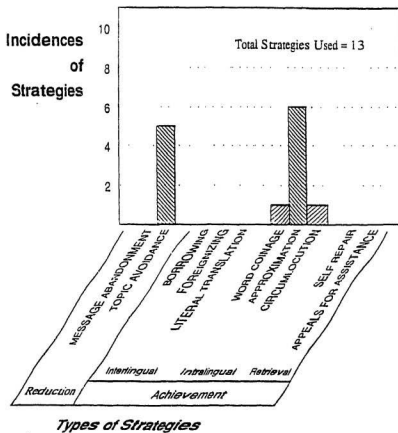 Incidences
of
Strategies
Total Strategies Used = 13
10
8
6
4
2
MESSAGE ABANDONMENT
TOPIC AVOIDANCE
BORROWING
FOREIGNIZING
LITERAL TRANSLATION
WORD COINAGE
APPROXIMATION
CIRCUMLOCUTION
SELF REPAIR
APPEALS FOR ASSISTANCE
Interlingual
Intralingual
Retrieval
Reduction
Achievement
Types of Strategies